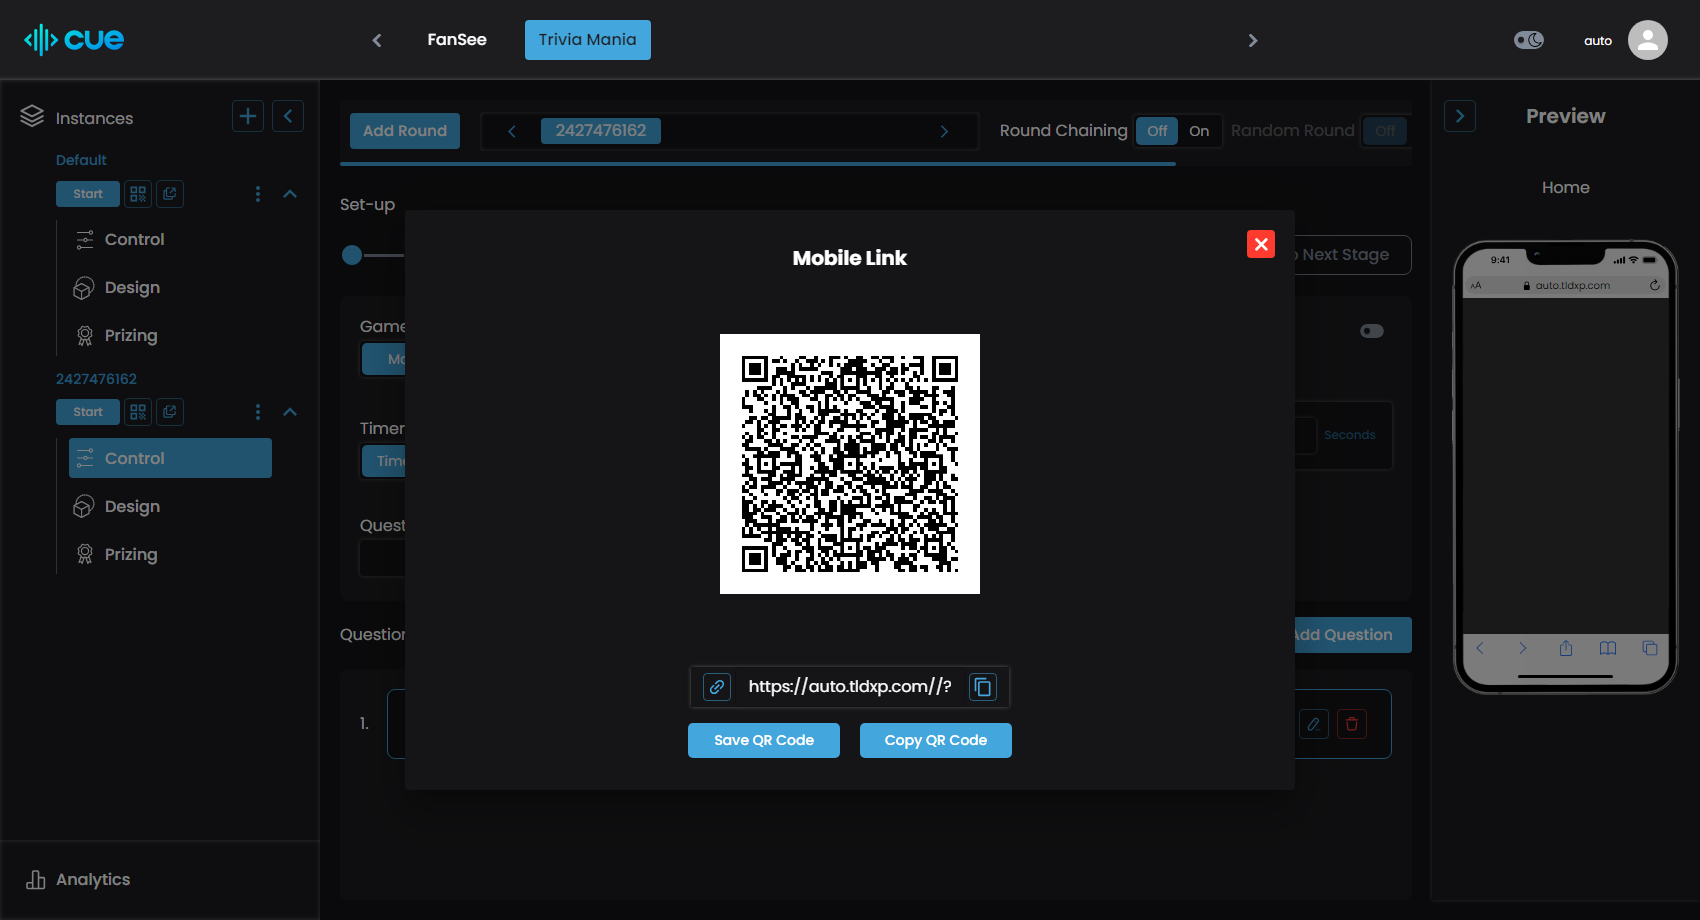 cue
FanSee
Trivia Mania
auto
Instances
Default
Start
Control
Design
Prizing
2427476162
Start
Control
Design
Prizing
Analytics
Add Round
2427476162
Round Chaining
Off
On
Random Round
Off
Set-up
Next Stage
Game
Mo
Timer
Time
Seconds
Quest
Question
Add Question
1.
Mobile Link
https://auto.tldxp.com//?
Save QR Code
Copy QR Code
Preview
Home
9:41
AA
auto.tldxp.com